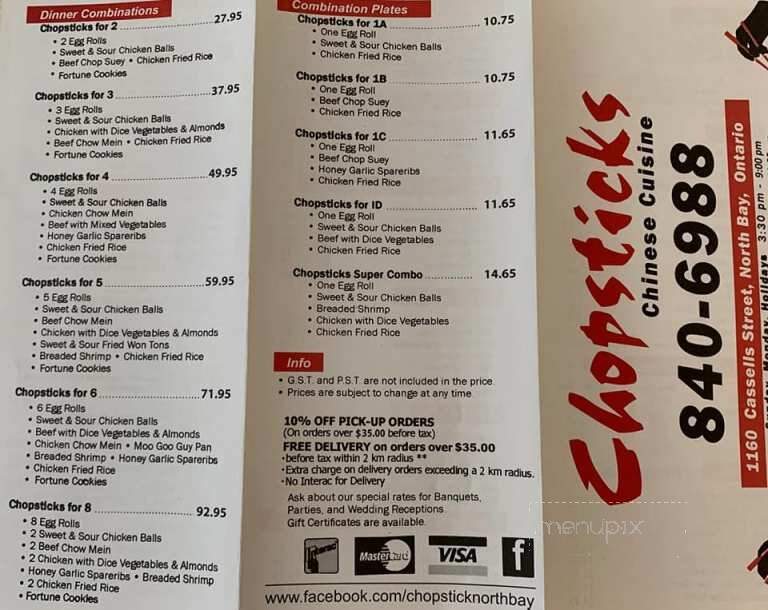 Dinner Combinations
Chopsticks for 2 27.95
• 2 Egg Rolls
• Sweet & Sour Chicken Balls
• Beef Chop Suey • Chicken Fried Rice
• Fortune Cookies
Chopsticks for 3 37.95
• 3 Egg Rolls
• Sweet & Sour Chicken Balls
• Chicken with Dice Vegetables & Almonds
• Beef Chow Mein • Chicken Fried Rice
• Fortune Cookies
Chopsticks for 4 49.95
• 4 Egg Rolls
• Sweet & Sour Chicken Balls
• Chicken Chow Mein
• Beef with Mixed Vegetables
• Honey Garlic Spareribs
• Chicken Fried Rice
• Fortune Cookies
Chopsticks for 5 59.95
• 5 Egg Rolls
• Sweet & Sour Chicken Balls
• Beef Chow Mein
• Chicken with Dice Vegetables & Almonds
• Sweet & Sour Fried Won Tons
• Breaded Shrimp • Chicken Fried Rice
• Fortune Cookies
Chopsticks for 6 71.95
• 6 Egg Rolls
• Sweet & Sour Chicken Balls
• Beef with Dice Vegetables & Almonds
• Chicken Chow Mein • Moo Goo Guy Pan
• Breaded Shrimp • Honey Garlic Spareribs
• Chicken Fried Rice
• Fortune Cookies
Chopsticks for 8 92.95
• 8 Egg Rolls
• 2 Sweet & Sour Chicken Balls
• 2 Beef Chow Mein
• 2 Chicken with Dice Vegetables & Almonds
• Honey Garlic Spareribs • Breaded Shrimp
• 2 Chicken Fried Rice
• Fortune Cookies
Combination Plates
Chopsticks for 1A 10.75
• One Egg Roll
• Sweet & Sour Chicken Balls
• Chicken Fried Rice
Chopsticks for 1B 10.75
• One Egg Roll
• Beef Chop Suey
• Chicken Fried Rice
Chopsticks for 1C 11.65
• One Egg Roll
• Beef Chop Suey
• Honey Garlic Spareribs
• Chicken Fried Rice
Chopsticks for ID 11.65
• One Egg Roll
• Sweet & Sour Chicken Balls
• Beef with Dice Vegetables
• Chicken Fried Rice
Chopsticks Super Combo 14.65
• One Egg Roll
• Sweet & Sour Chicken Balls
• Breaded Shrimp
• Chicken with Dice Vegetables
• Chicken Fried Rice
Info
• G.S.T. and P.S.T. are not included in the price.
• Prices are subject to change at any time
10% OFF PICK-UP ORDERS
(On orders over $35.00 before tax)
FREE DELIVERY on orders over $35.00
•before tax within 2 km radius **
•Extra charge on delivery orders exceeding a 2 km radius.
•No Interac for Delivery
Ask about our special rates for Banquets,
Parties, and Wedding Receptions.
Gift Certificates are available.
Interac MasterCard VISA f
www.facebook.com/chopsticknorthbay
Chopsticks
Chinese Cuisine
840-6988
1160 Cassells Street, North Bay, Ontario
Sunday, Monday, Holidays 3:30 pm - 9:00 pm
menupix